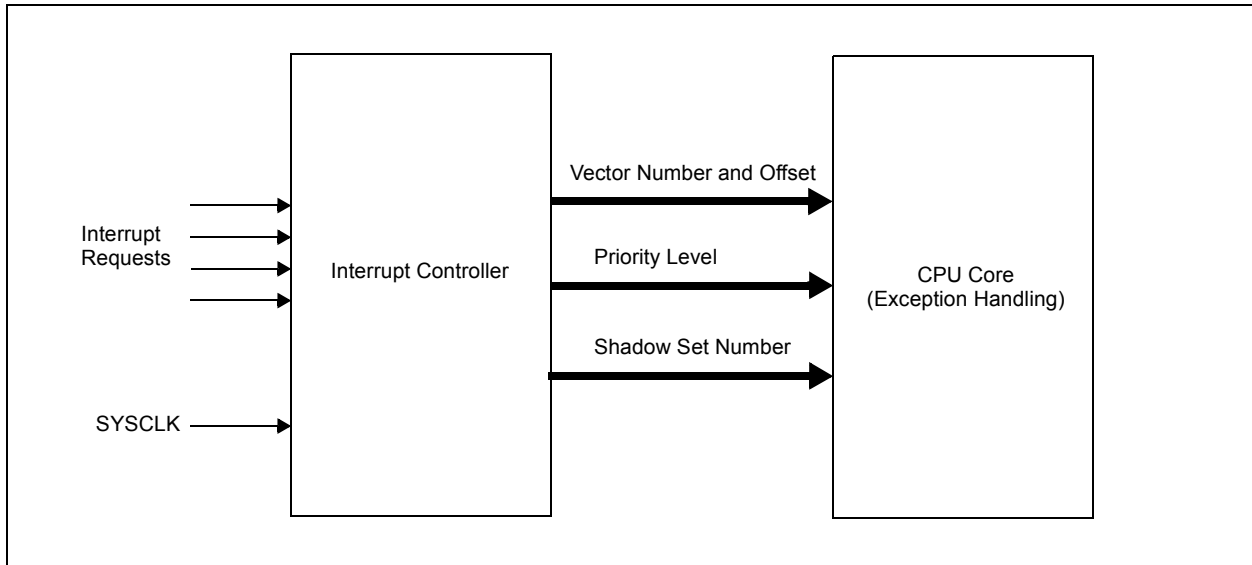 Vector Number and Offset
Interrupt
Requests
Priority Level
Interrupt Controller
CPU Core
(Exception Handling)
Shadow Set Number
SYSCLK